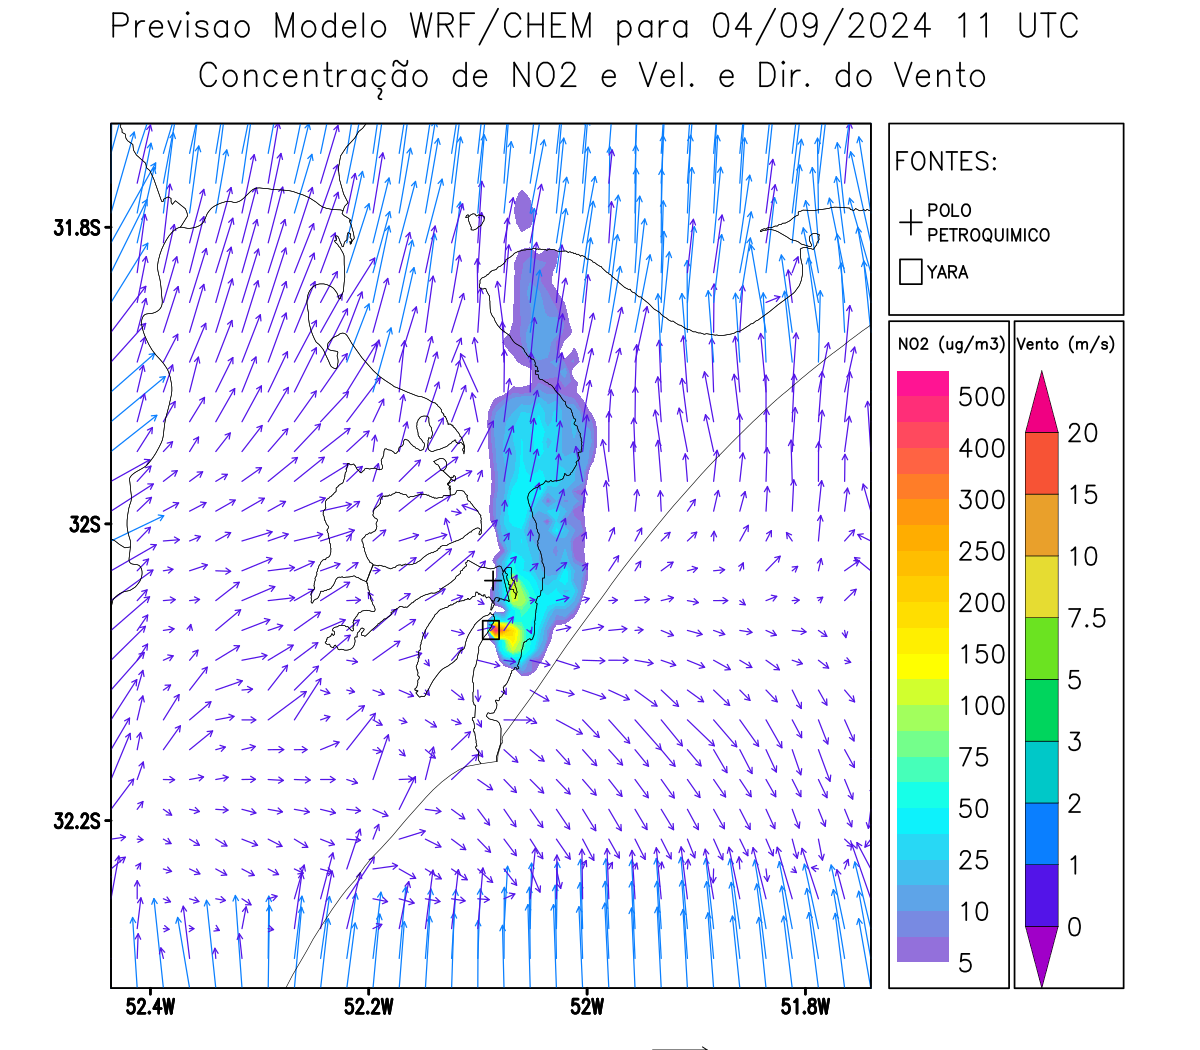 Previsao Modelo WRF/CHEM para 04/09/2024 11 UTC
Concentração de NO2 e Vel. e Dir. do Vento
FONTES:
POLO
PETROQUIMICO
YARA
NO2 (ug/m3)
500
400
300
250
200
150
100
75
50
25
10
5
Vento (m/s)
20
15
10
7.5
5
3
2
1
0
31.8S
32S
32.2S
52.4W
52.2W
52W
51.8W